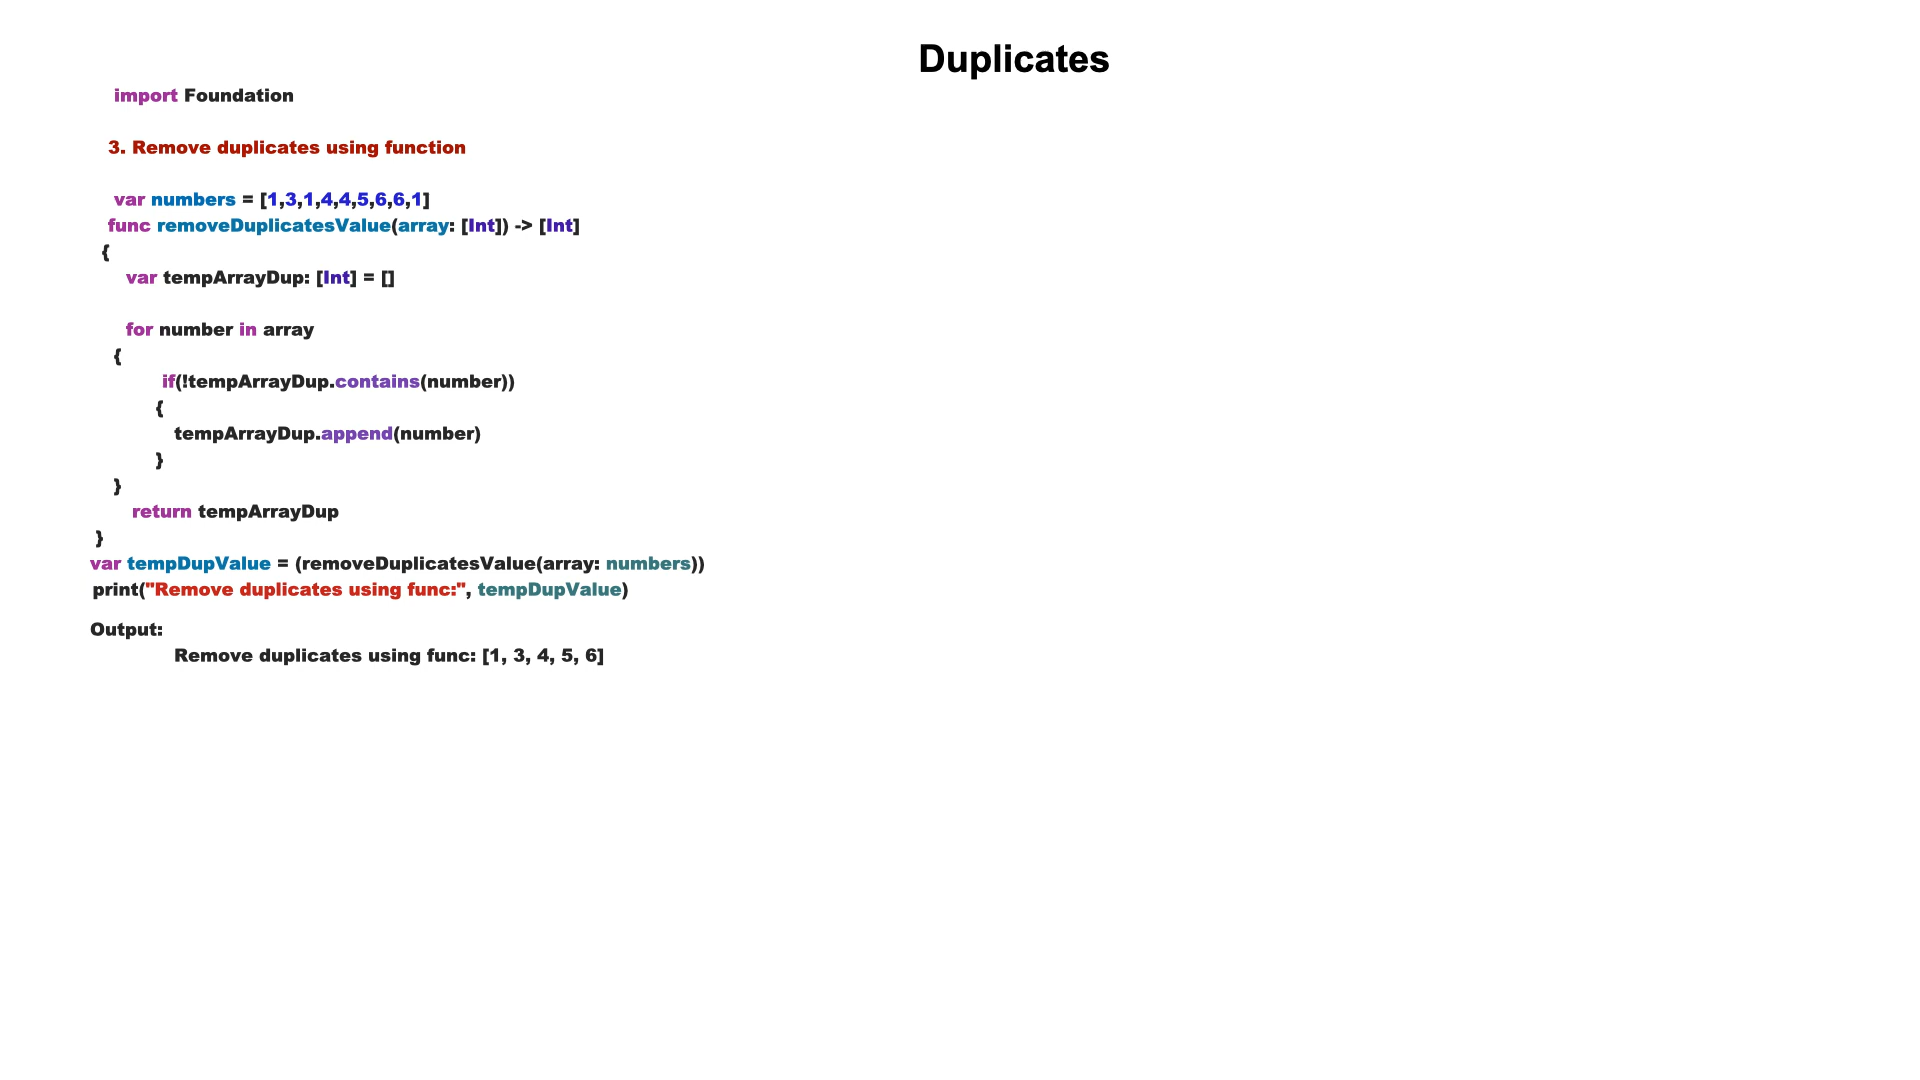 Duplicates
import Foundation
3. Remove duplicates using function
var numbers = [1,3,1,4,4,5,6,6,1]
func removeDuplicatesValue(array: [Int]) -> [Int]
{
var tempArrayDup: [Int] = []
for number in array
{
if(!tempArrayDup.contains(number))
{
tempArrayDup.append(number)
}
}
return tempArrayDup
}
var tempDupValue = (removeDuplicatesValue(array: numbers))
print("Remove duplicates using func:", tempDupValue)
Output:
Remove duplicates using func: [1, 3, 4, 5, 6]